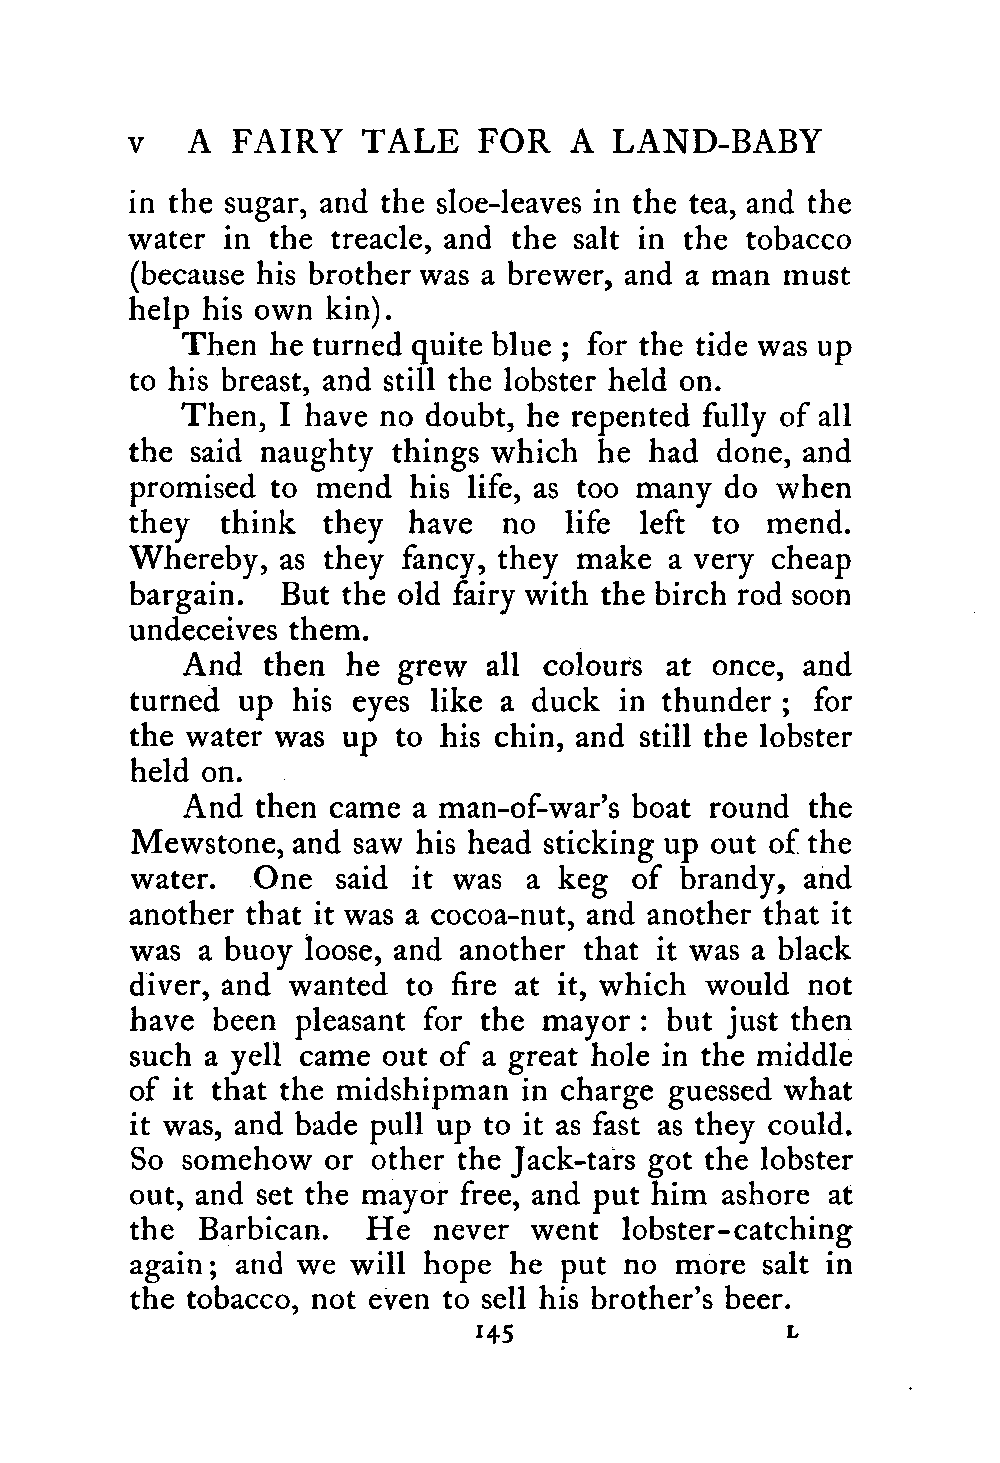 v A FAIRY TALE FOR A LAND-BABY
in the sugar, and the sloe-leaves in the tea, and the
water in the treacle, and the salt in the tobacco
(because his brother was a brewer, and a man must
help his own kin).
Then he turned quite blue ; for the tide was up
to his breast, and still the lobster held on.
Then, I have no doubt, he repented fully of all
the said naughty things which he had done, and
promised to mend his life, as too many do when
they think they have no life left to mend.
Whereby, as they fancy, they make a very cheap
bargain. But the old fairy with the birch rod soon
undeceives them.
And then he grew all colours at once, and
turned up his eyes like a duck in thunder ; for
the water was up to his chin, and still the lobster
held on.
And then came a man-of-war's boat round the
Mewstone, and saw his head sticking up out of the
water. One said it was a keg of brandy, and
another that it was a cocoa-nut, and another that it
was a buoy loose, and another that it was a black
diver, and wanted to fire at it, which would not
have been pleasant for the mayor : but just then
such a yell came out of a great hole in the middle
of it that the midshipman in charge guessed what
it was, and bade pull up to it as fast as they could.
So somehow or other the Jack-tars got the lobster
out, and set the mayor free, and put him ashore at
the Barbican. He never went lobster-catching
again ; and we will hope he put no more salt in
the tobacco, not even to sell his brother's beer.
145 L